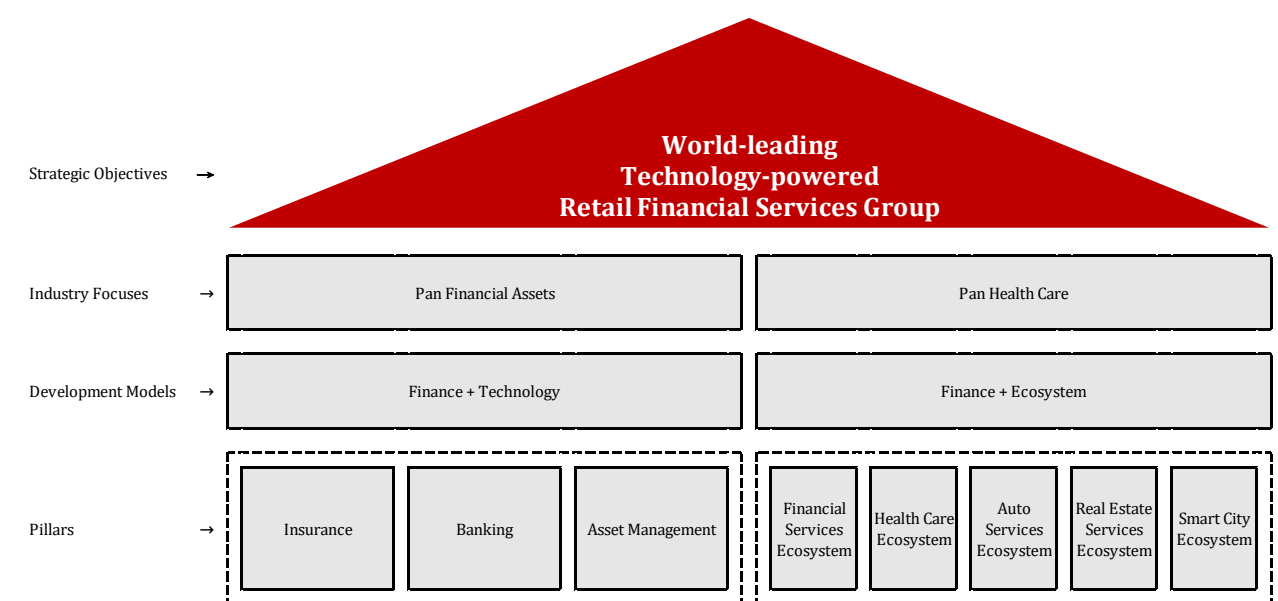 World-leading
Technology-powered
Retail Financial Services Group
Strategic Objectives →
Industry Focuses →
Pan Financial Assets
Pan Health Care
Development Models →
Finance + Technology
Finance + Ecosystem
Pillars →
Insurance
Banking
Asset Management
Financial
Services
Ecosystem
Health Care
Ecosystem
Auto
Services
Ecosystem
Real Estate
Services
Ecosystem
Smart City
Ecosystem